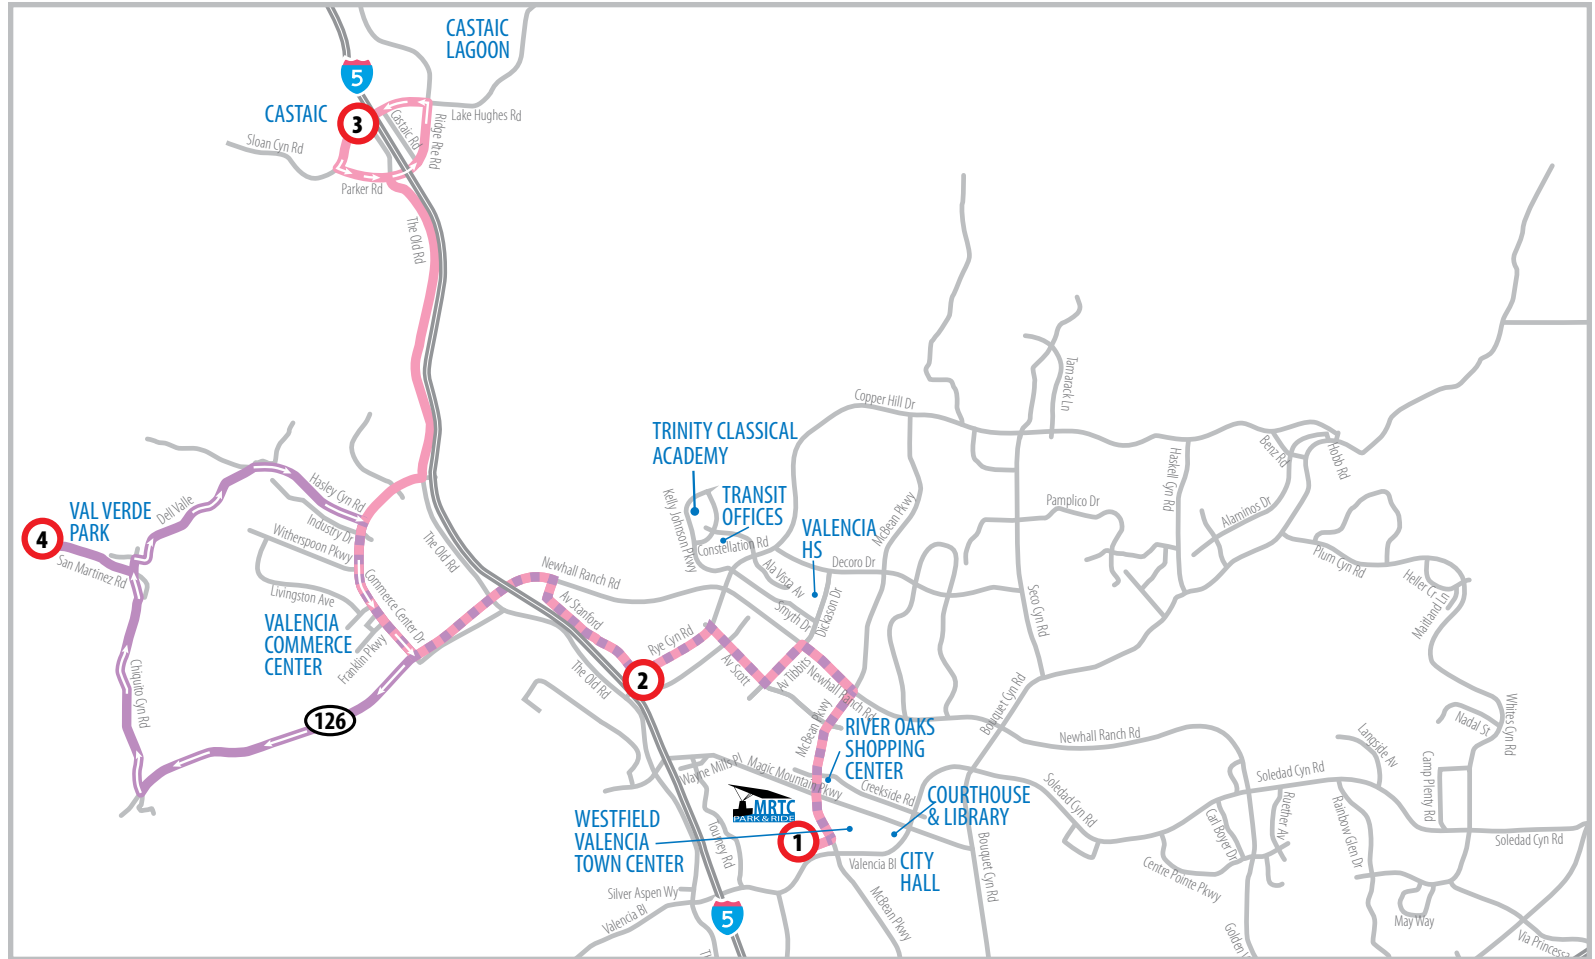 CASTAIC
LAGOON
5
CASTAIC
3
Castaic Rd
Ridge Rte Rd
Lake Hughes Rd
Sloan Cyn Rd
Parker Rd
The Old Rd
Copper Hill Dr
Tamarack Ln
TRINITY CLASSICAL
ACADEMY
Benz Rd
Hobb Rd
Haskell Cyn Rd
Pamplico Dr
Alaminos Dr
Kelly Johnson Pkwy
TRANSIT
OFFICES
Constellation Rd
VALENCIA
HS
McBean Pkwy
Decoro Dr
Hasley Cyn Rd
Dell Valle
VAL VERDE
PARK
4
San Martinez Rd
Industry Dr
Witherspoon Pkwy
The Old Rd
Newhall Ranch Rd
Ala Vista Av
Smyth Dr
Dickason Dr
Plum Cyn Rd
Heller Cr
Maitland Ln
Livingston Ave
Commerce Center Dr
Av Stanford
Seco Cyn Rd
VALENCIA
COMMERCE
CENTER
Franklin Pkwy
Rye Cyn Rd
Av Scott
Av Tibbits
Newhall Ranch Rd
2
The Old Rd
Chiquito Cyn Rd
126
McBean Pkwy
Bouquet Cyn Rd
RIVER OAKS
SHOPPING
CENTER
Newhall Ranch Rd
Nadal St
Whites Cyn Rd
Langside Av
Camp Plenty Rd
Wayne Mills Pl
Magic Mountain Pkwy
Creekside Rd
Soledad Cyn Rd
Soledad Cyn Rd
MRTC
PARK & RIDE
COURTHOUSE
& LIBRARY
WESTFIELD
VALENCIA
TOWN CENTER
1
Tourney Rd
Valencia Bl
CITY
HALL
Bouquet Cyn Rd
Carl Boyer Dr
Ruether Av
Rainbow Glen Dr
Soledad Cyn Rd
Centre Pointe Pkwy
Silver Aspen Wy
Valencia Bl
5
McBean Pkwy
May Way
Via Princessa